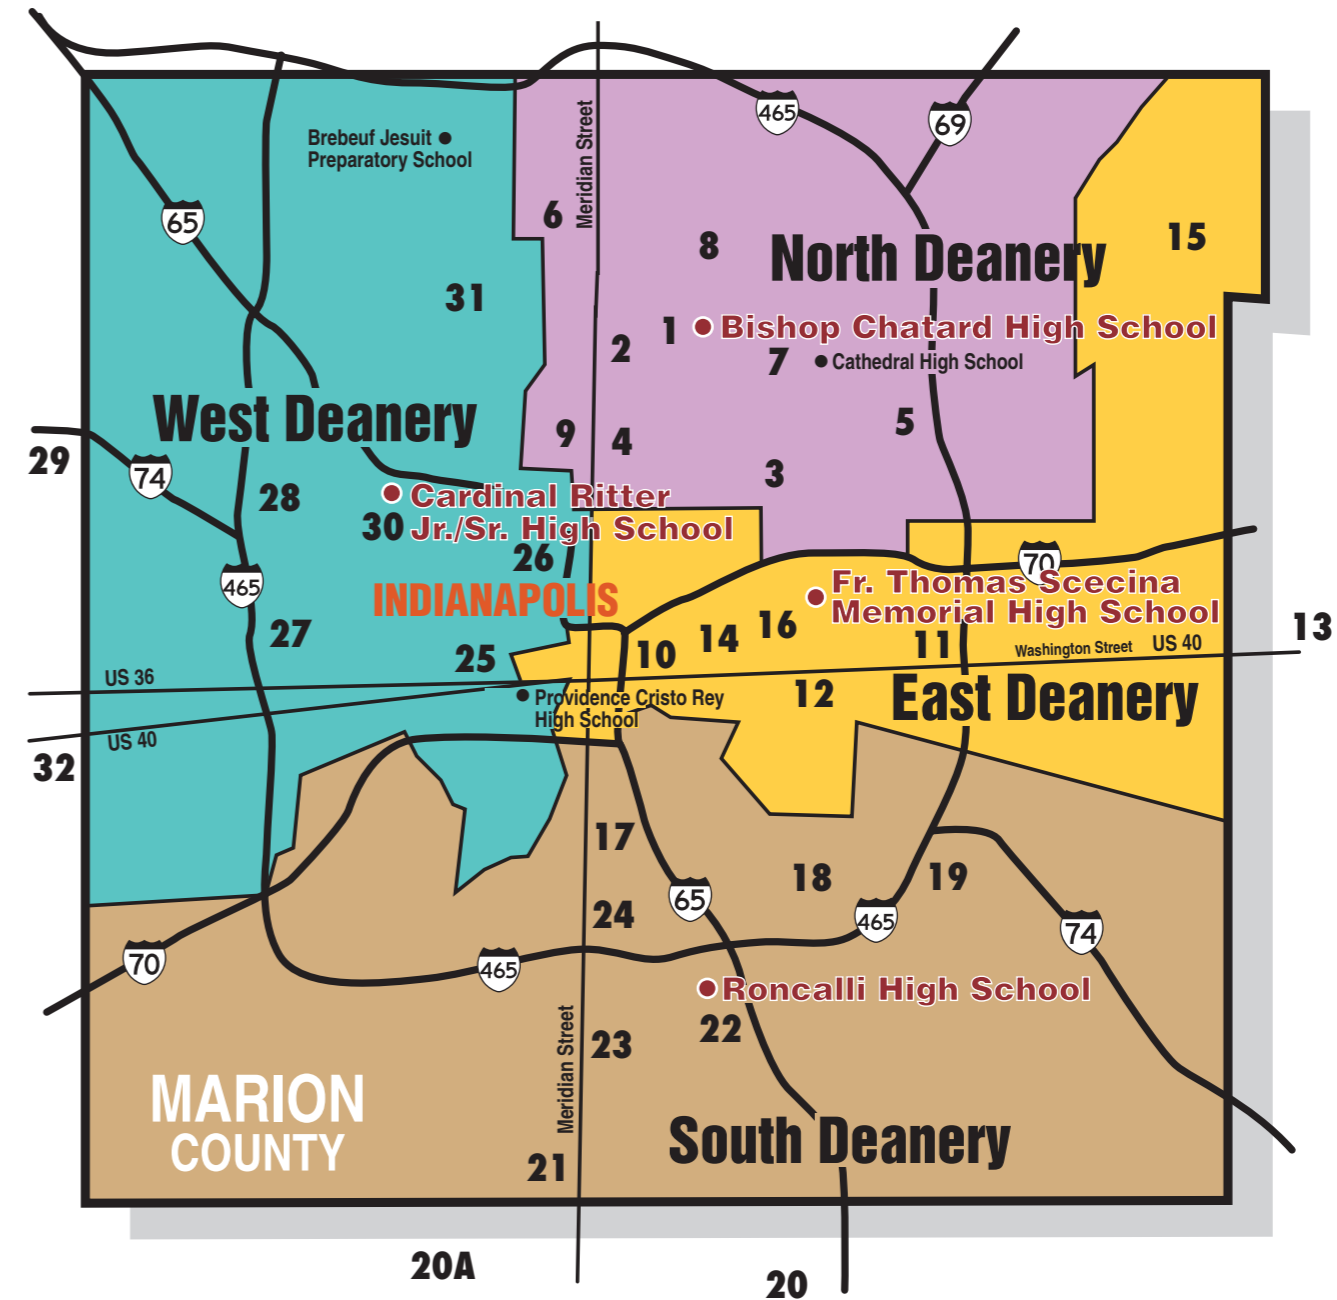 465
69
Meridian Street
Brebeuf Jesuit
Preparatory School
65
6
8
North Deanery
15
31
1
Bishop Chatard High School
2
7
Cathedral High School
West Deanery
5
9
4
29
74
28
3
Cardinal Ritter
30
Jr./Sr. High School
26
70
465
INDIANAPOLIS
Fr. Thomas Scecina
Memorial High School
27
25
10
14
16
11
Washington Street
US 40
13
US 36
Providence Cristo Rey
High School
12
East Deanery
US 40
32
17
18
19
65
24
465
74
70
465
Roncalli High School
22
23
Meridian Street
MARION
COUNTY
South Deanery
21
20A
20